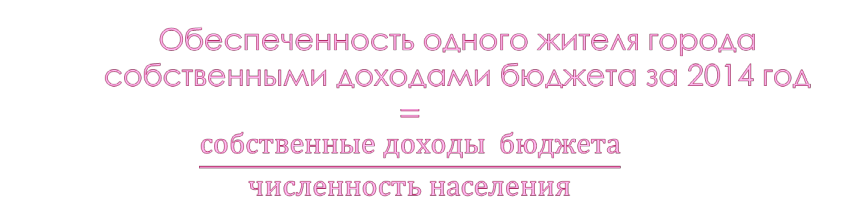 Обеспеченность одного жителя города
собственными доходами бюджета за 2014 год
=
собственные доходы бюджета
численность населения